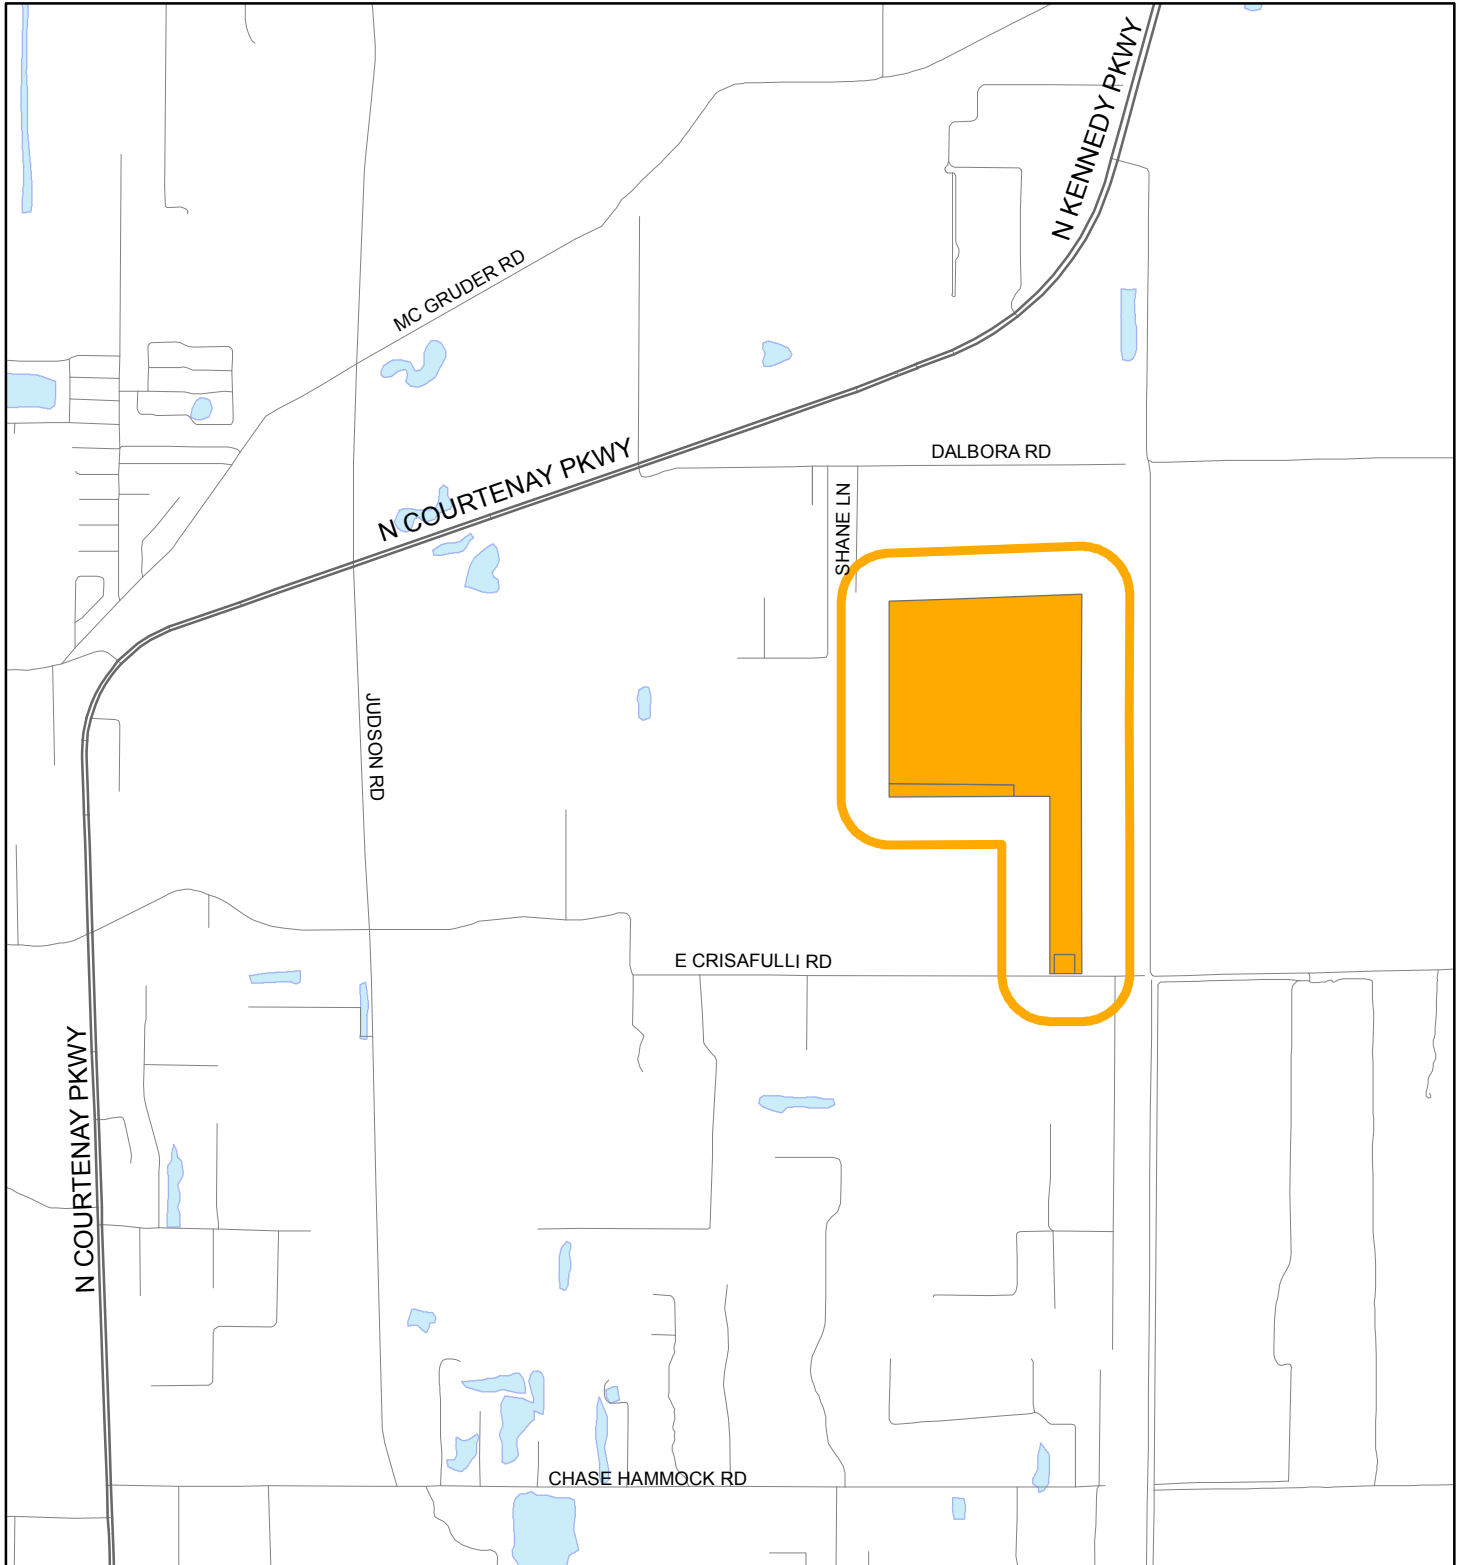 N KENNEDY PKWY
MC GRUDER RD
N COURTENAY PKWY
DALBORA RD
SHANE LN
JUDSON RD
E CRISAFULLI RD
N COURTENAY PKWY
CHASE HAMMOCK RD